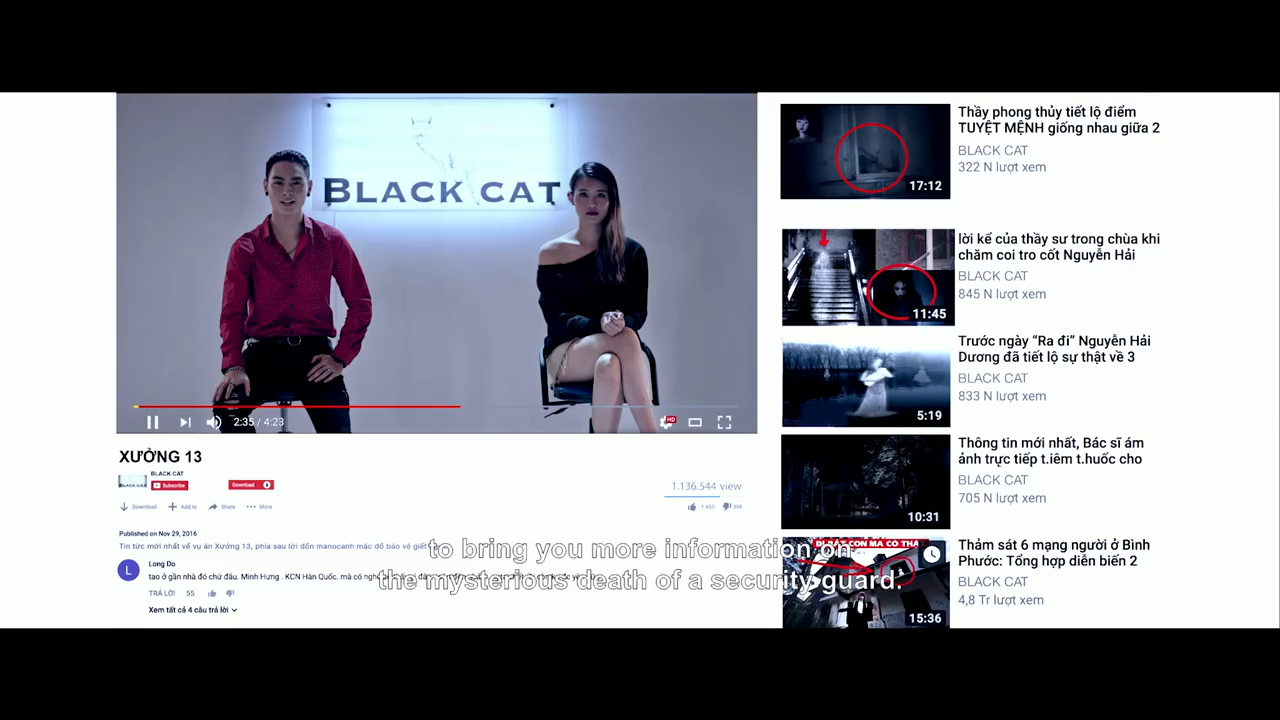 BLACK CAT
2:35 / 4:23
HD
XƯỞNG 13
BLACK CAT
BLACK CAT
Subscribe
Download
1.136.544 view
Download
Add to
Share
More
Published on Nov 29, 2016
Tin tức mới nhất về vụ án Xưởng 13, phía sau lời đồn manocanh mặc đồ bảo vệ giết
L
Long Do
tao ở gần nhà đó chứ đâu. Minh Hưng . KCN Hàn Quốc. mà có
TRẢ LỜI 55
Xem tất cả 4 câu trả lời
to bring you more information on
the mysterious death of a security guard.
17:12
Thầy phong thủy tiết lộ điểm
TUYỆT MỆNH giống nhau giữa 2
BLACK CAT
322 N lượt xem
11:45
lời kể của thầy sư trong chùa khi
chăm coi tro cốt Nguyễn Hải
BLACK CAT
845 N lượt xem
5:19
Trước ngày “Ra đi” Nguyễn Hải
Dương đã tiết lộ sự thật về 3
BLACK CAT
833 N lượt xem
10:31
Thông tin mới nhất, Bác sĩ ám
ảnh trực tiếp t.iêm t.huốc cho
BLACK CAT
705 N lượt xem
15:36
Thảm sát 6 mạng người ở Bình
Phước: Tổng hợp diễn biến 2
BLACK CAT
4,8 Tr lượt xem